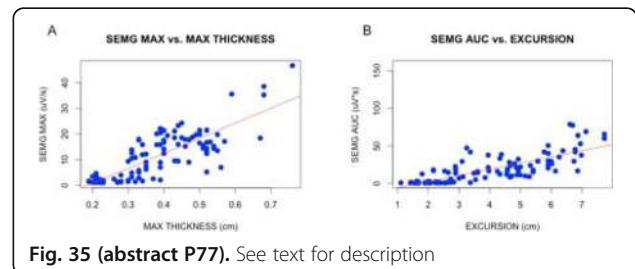 A
SEMG MAX vs. MAX THICKNESS
SEMG MAX (uV/s)
0 10 20 30 40
0.2 0.3 0.4 0.5 0.6 0.7
MAX THICKNESS (cm)
B
SEMG AUC vs. EXCURSION
SEMG AUC (uV*s)
0 50 100 150
1 2 3 4 5 6 7
EXCURSION (cm)
Fig. 35 (abstract P77). See text for description